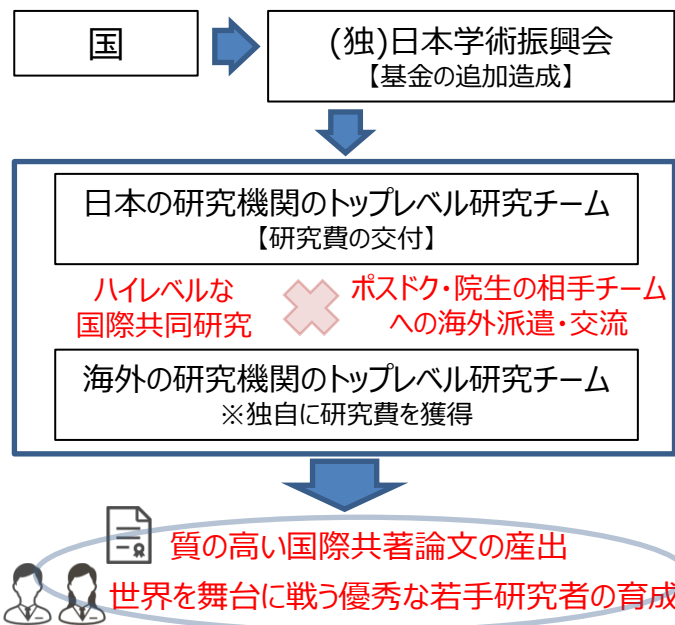 国
(独)日本学術振興会
【基金の追加造成】
日本の研究機関のトップレベル研究チーム
【研究費の交付】
ハイレベルな
国際共同研究
ポスドク・院生の相手チーム
への海外派遣・交流
海外の研究機関のトップレベル研究チーム
※独自に研究費を獲得
質の高い国際共著論文の産出
世界を舞台に戦う優秀な若手研究者の育成